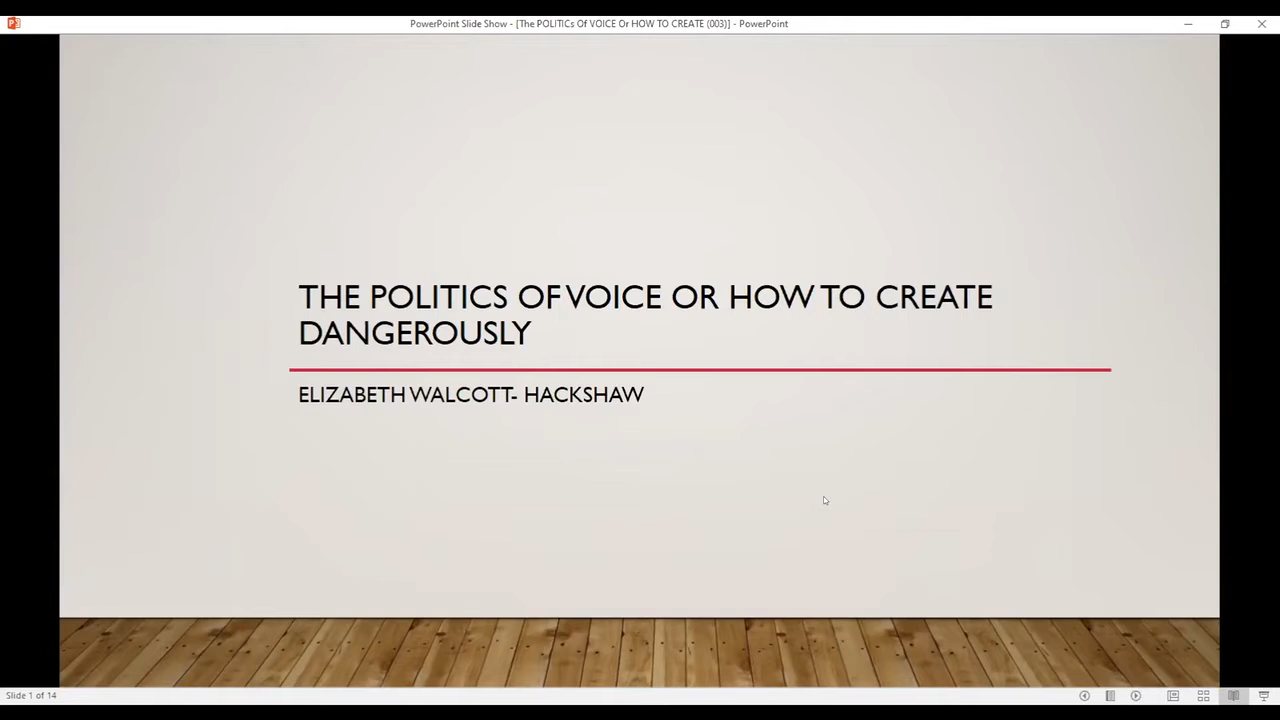 PowerPoint Slide Show - [The POLITICs Of VOICE Or HOW TO CREATE (003)] - PowerPoint
THE POLITICS OF VOICE OR HOW TO CREATE
DANGEROUSLY
ELIZABETH WALCOTT- HACKSHAW
Slide 1 of 14